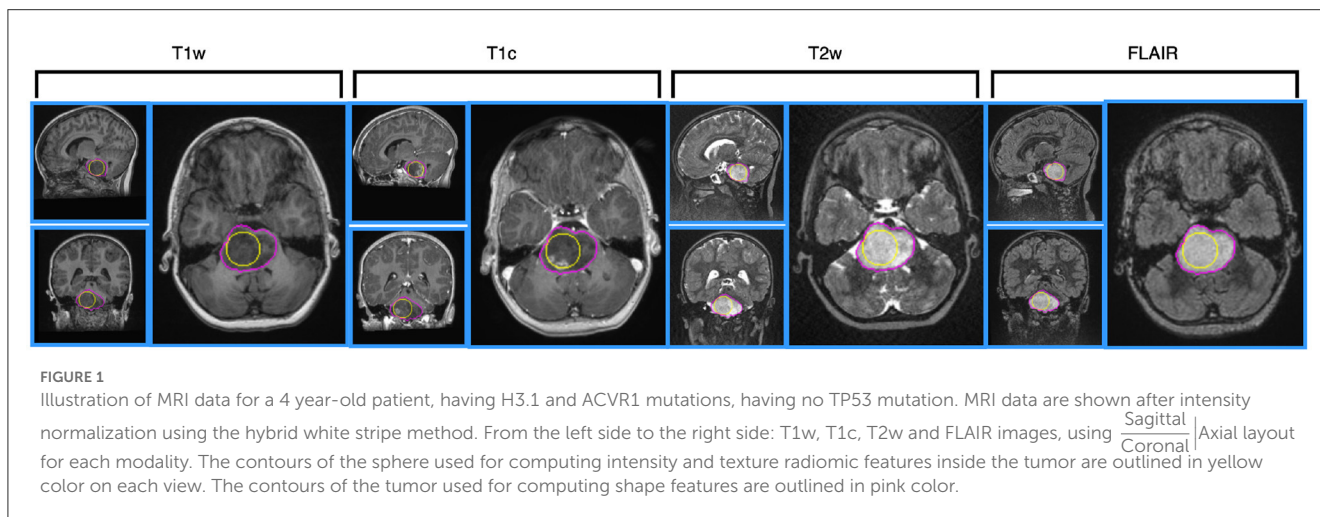 T1w T1c T2w FLAIR
FIGURE 1
Illustration of MRI data for a 4 year-old patient, having H3.1 and ACVR1 mutations, having no TP53 mutation. MRI data are shown after intensity
normalization using the hybrid white stripe method. From the left side to the right side: T1w, T1c, T2w and FLAIR images, using Sagittal
Coronal | Axial layout
for each modality. The contours of the sphere used for computing intensity and texture radiomic features inside the tumor are outlined in yellow
color on each view. The contours of the tumor used for computing shape features are outlined in pink color.